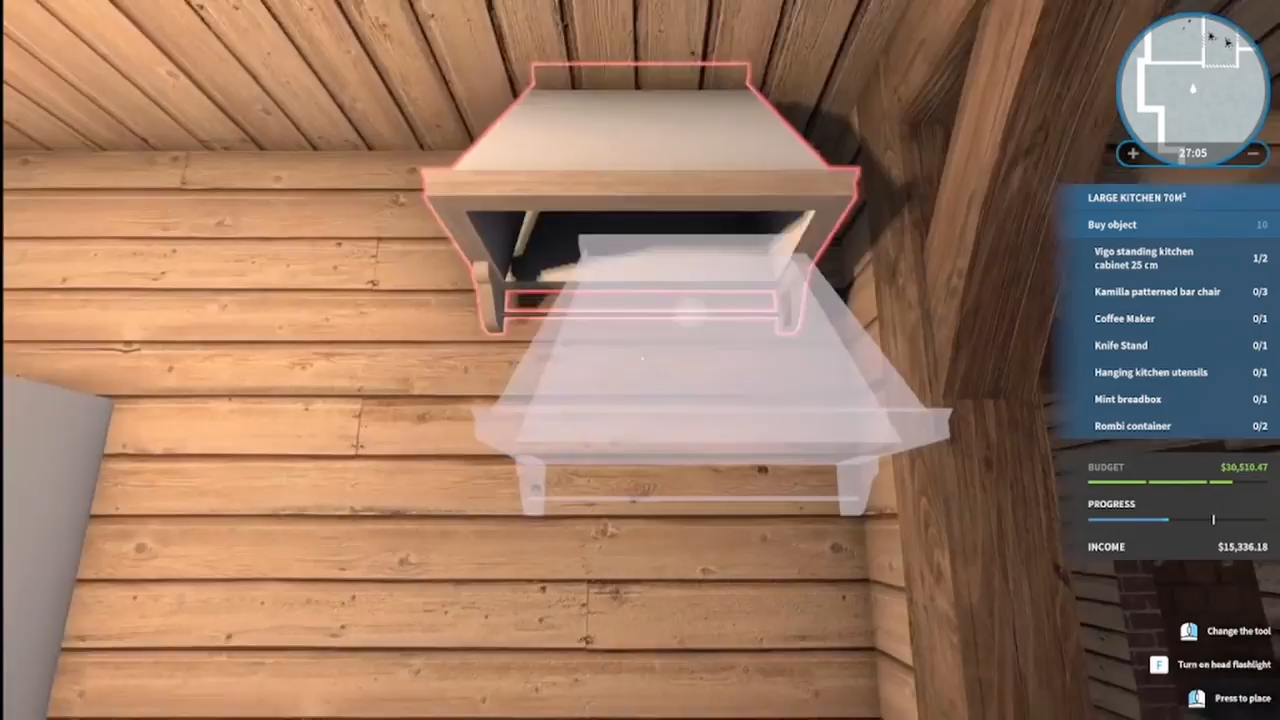 + 27:05 −
LARGE KITCHEN 70M²
Buy object 10
Vigo standing kitchen
cabinet 25 cm 1/2
Kamilla patterned bar chair 0/3
Coffee Maker 0/1
Knife Stand 0/1
Hanging kitchen utensils 0/1
Mint breadbox 0/1
Rombi container 0/2
BUDGET $30,510.47
PROGRESS
INCOME $15,336.18
Change the tool
F Turn on head flashlight
Press to place